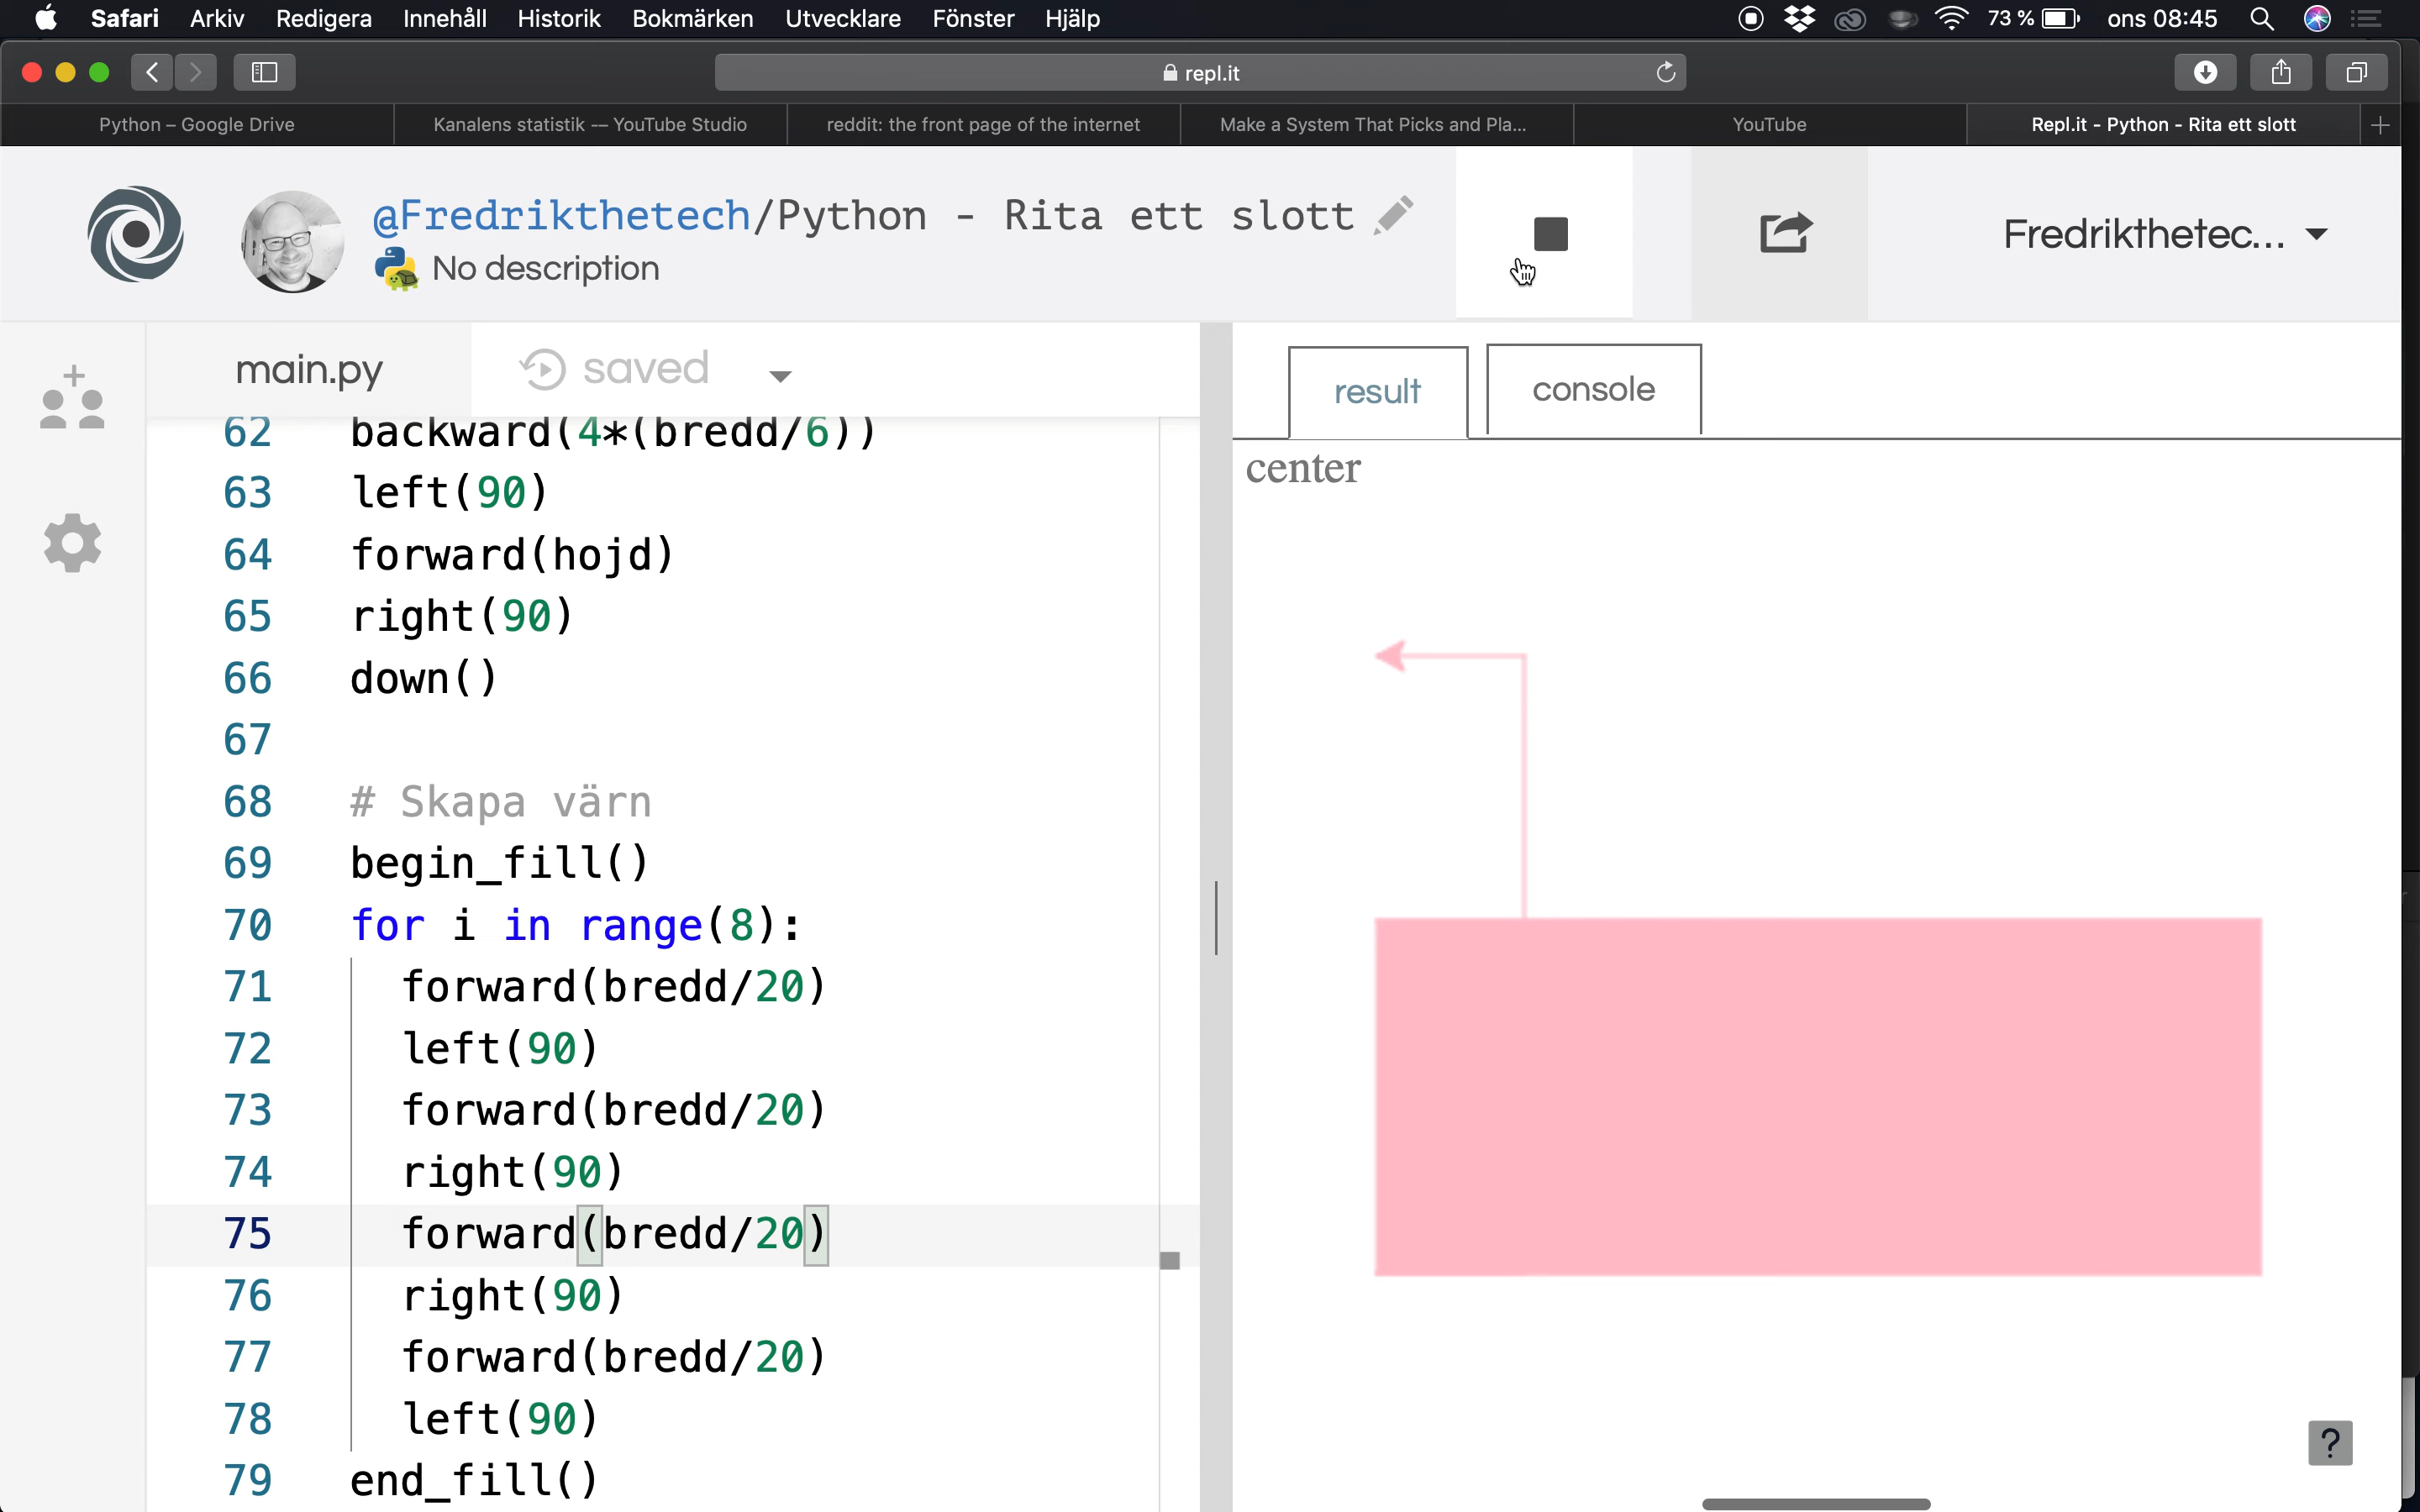 Safari Arkiv Redigera Innehåll Historik Bokmärken Utvecklare Fönster Hjälp 73 % ons 08:45
repl.it
Python – Google Drive Kanalens statistik -– YouTube Studio reddit: the front page of the internet Make a System That Picks and Pla... YouTube Repl.it - Python - Rita ett slott
@Fredrikthetech/Python - Rita ett slott
No description
Fredrikthetec...
main.py saved
result console
center
62 backward(4*(bredd/6))
63 left(90)
64 forward(hojd)
65 right(90)
66 down()
67
68 # Skapa värn
69 begin_fill()
70 for i in range(8):
71 forward(bredd/20)
72 left(90)
73 forward(bredd/20)
74 right(90)
75 forward(bredd/20)
76 right(90)
77 forward(bredd/20)
78 left(90)
79 end_fill()
?